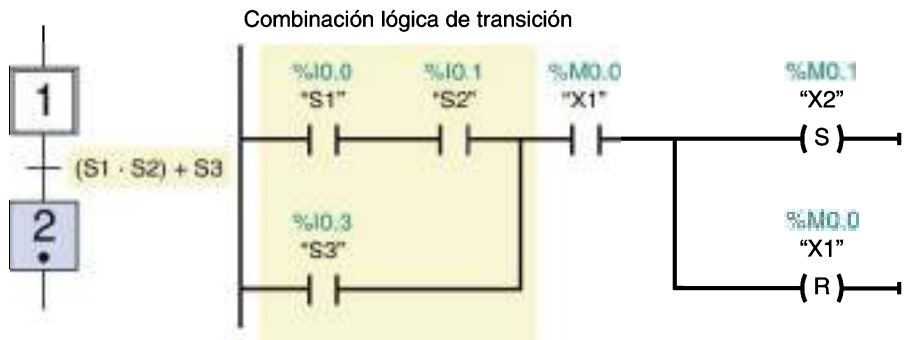 Combinación lógica de transición
1
(S1 · S2) + S3
2
%I0.0
"S1"
%I0.1
"S2"
%M0.0
"X1"
%M0.1
"X2"
S
%I0.3
"S3"
%M0.0
"X1"
R